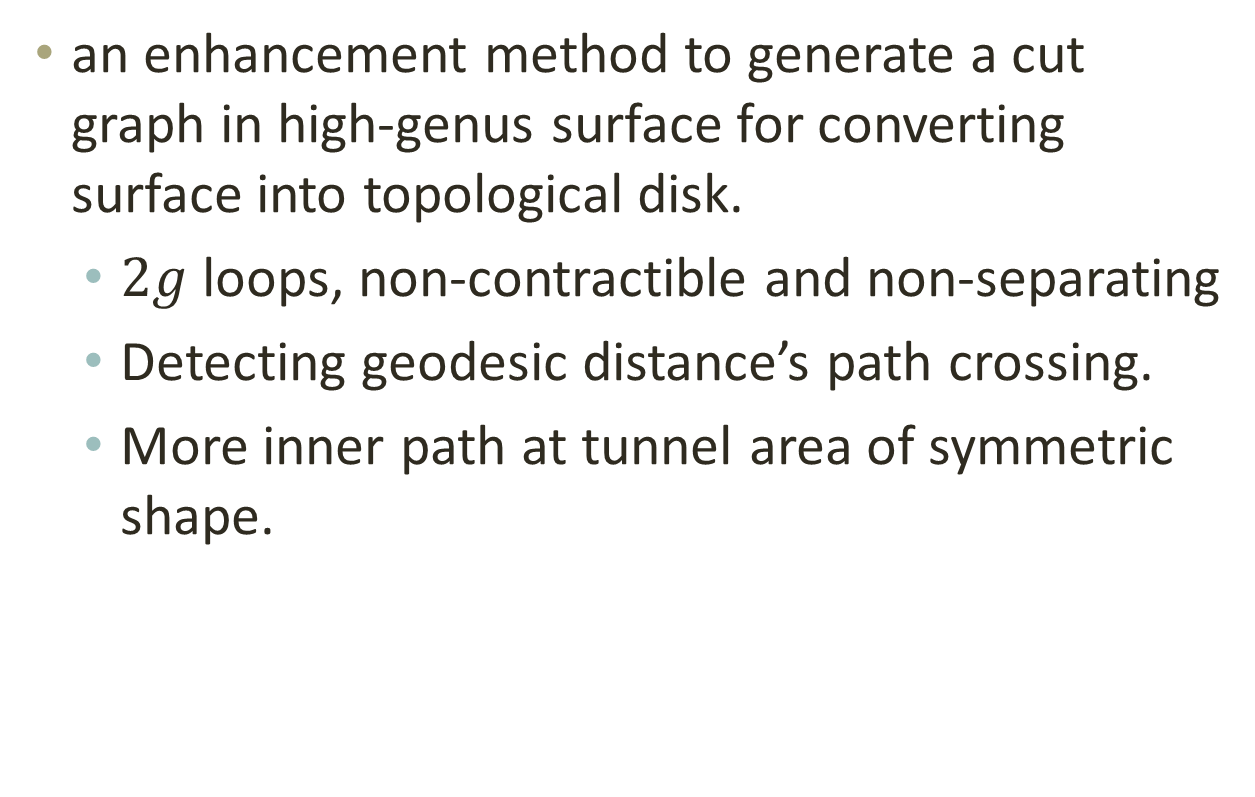 • an enhancement method to generate a cut
graph in high-genus surface for converting
surface into topological disk.
• 2𝑔 loops, non-contractible and non-separating
• Detecting geodesic distance’s path crossing.
• More inner path at tunnel area of symmetric
shape.